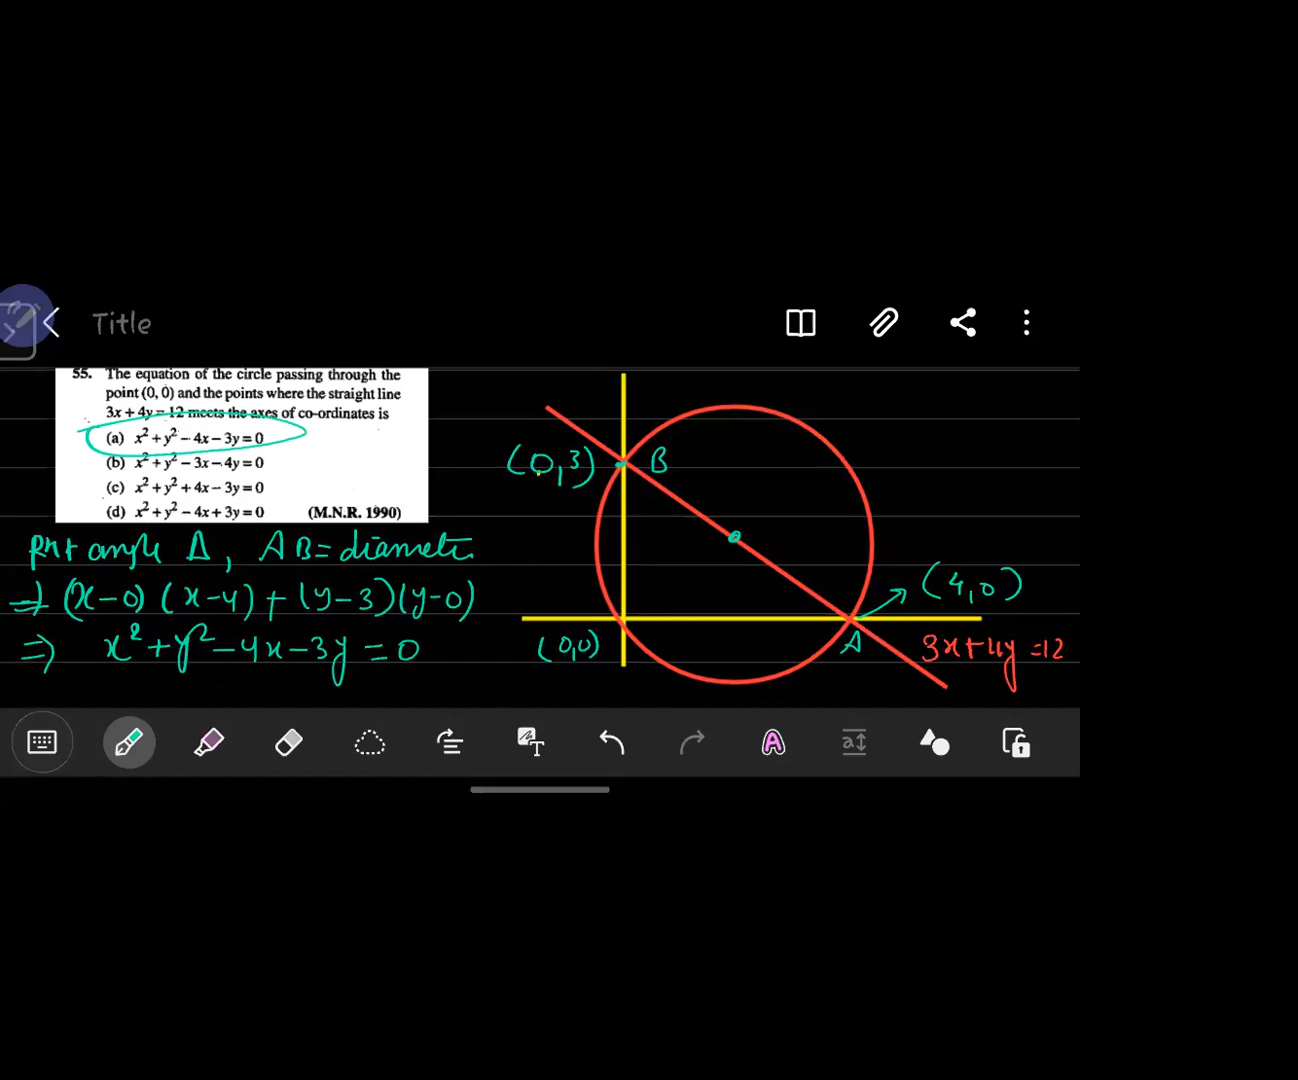 Title
55. The equation of the circle passing through the
point (0, 0) and the points where the straight line
3x + 4y = 12 meets the axes of co-ordinates is
(a) x² + y² – 4x – 3y = 0
(b) x² + y² – 3x – 4y = 0
(c) x² + y² + 4x – 3y = 0
(d) x² + y² – 4x + 3y = 0 (M.N.R. 1990)
angle Δ, AB = diameter
⇒ (x–0) (x–4) + (y–3)(y–0)
⇒ x² + y² – 4x – 3y = 0
(0,3) B
(4,0)
(0,0) A 3x+4y=12